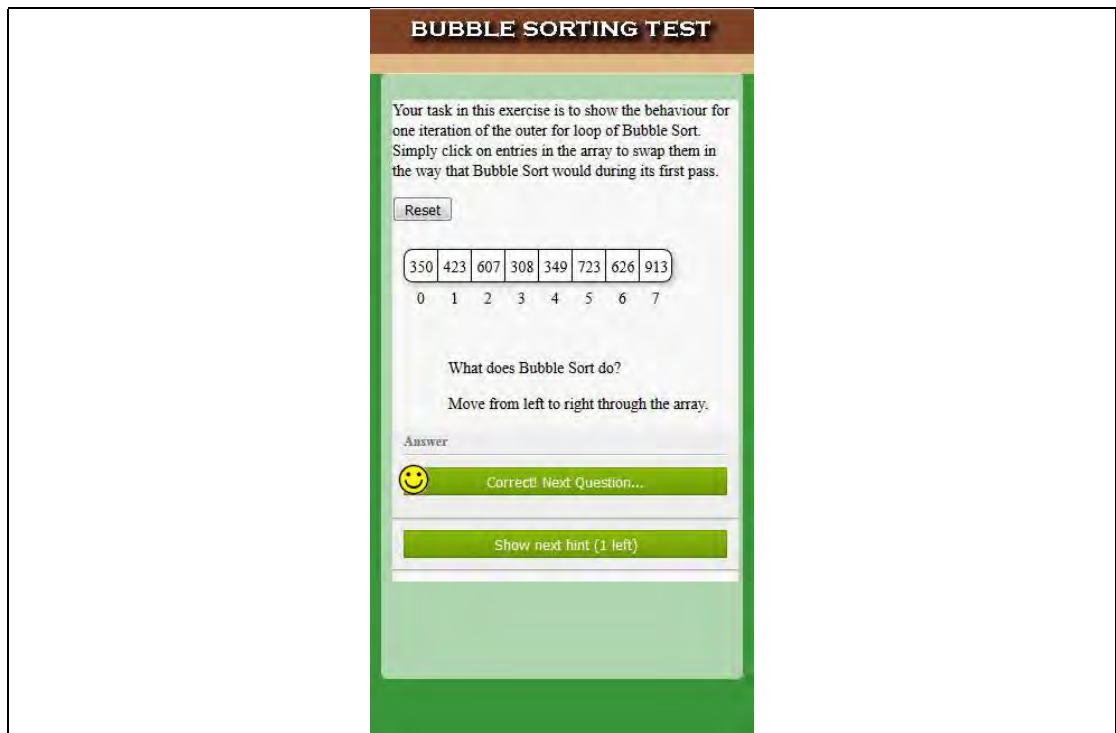 BUBBLE SORTING TEST
Your task in this exercise is to show the behaviour for
one iteration of the outer for loop of Bubble Sort.
Simply click on entries in the array to swap them in
the way that Bubble Sort would during its first pass.
Reset
350 423 607 308 349 723 626 913
0 1 2 3 4 5 6 7
What does Bubble Sort do?
Move from left to right through the array.
Answer
Correct! Next Question...
Show next hint (1 left)